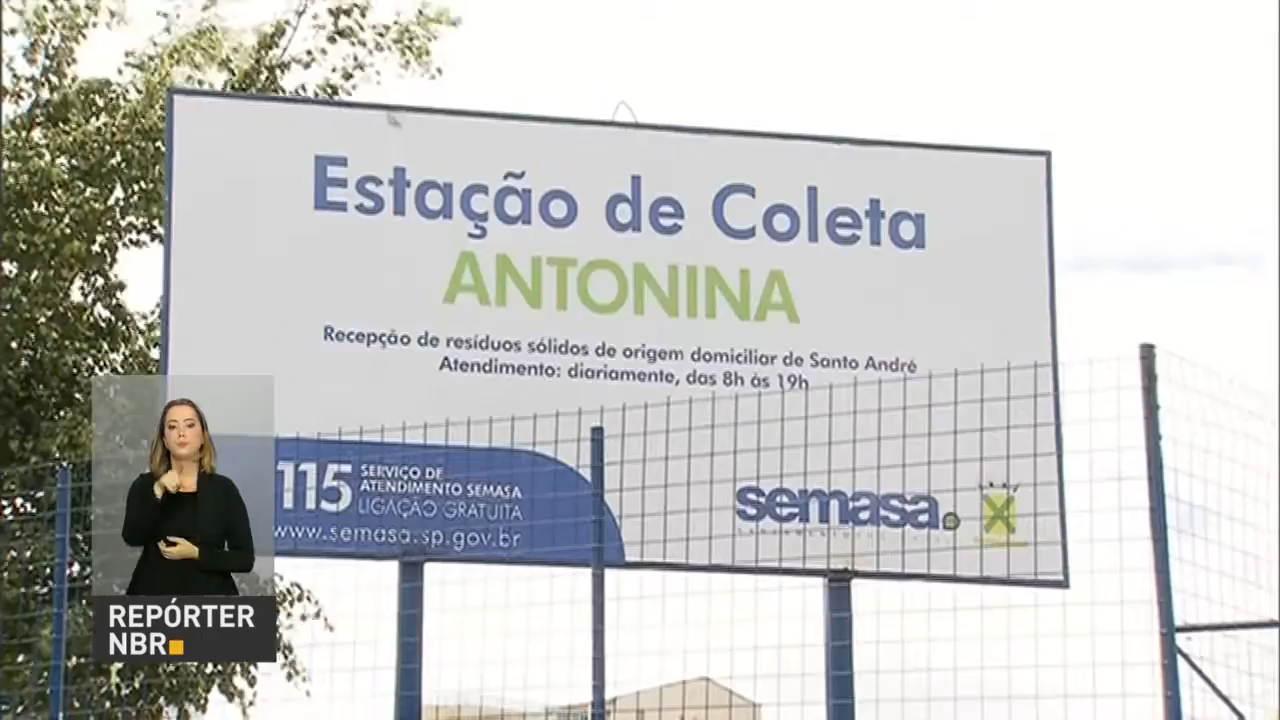 Estação de Coleta
ANTONINA
Recepção de resíduos sólidos de origem domiciliar de Santo André
Atendimento: diariamente, das 8h às 19h
115
SERVIÇO DE
ATENDIMENTO SEMASA
LIGAÇÃO GRATUITA
www.semasa.sp.gov.br
semasa.
REPÓRTER
NBR